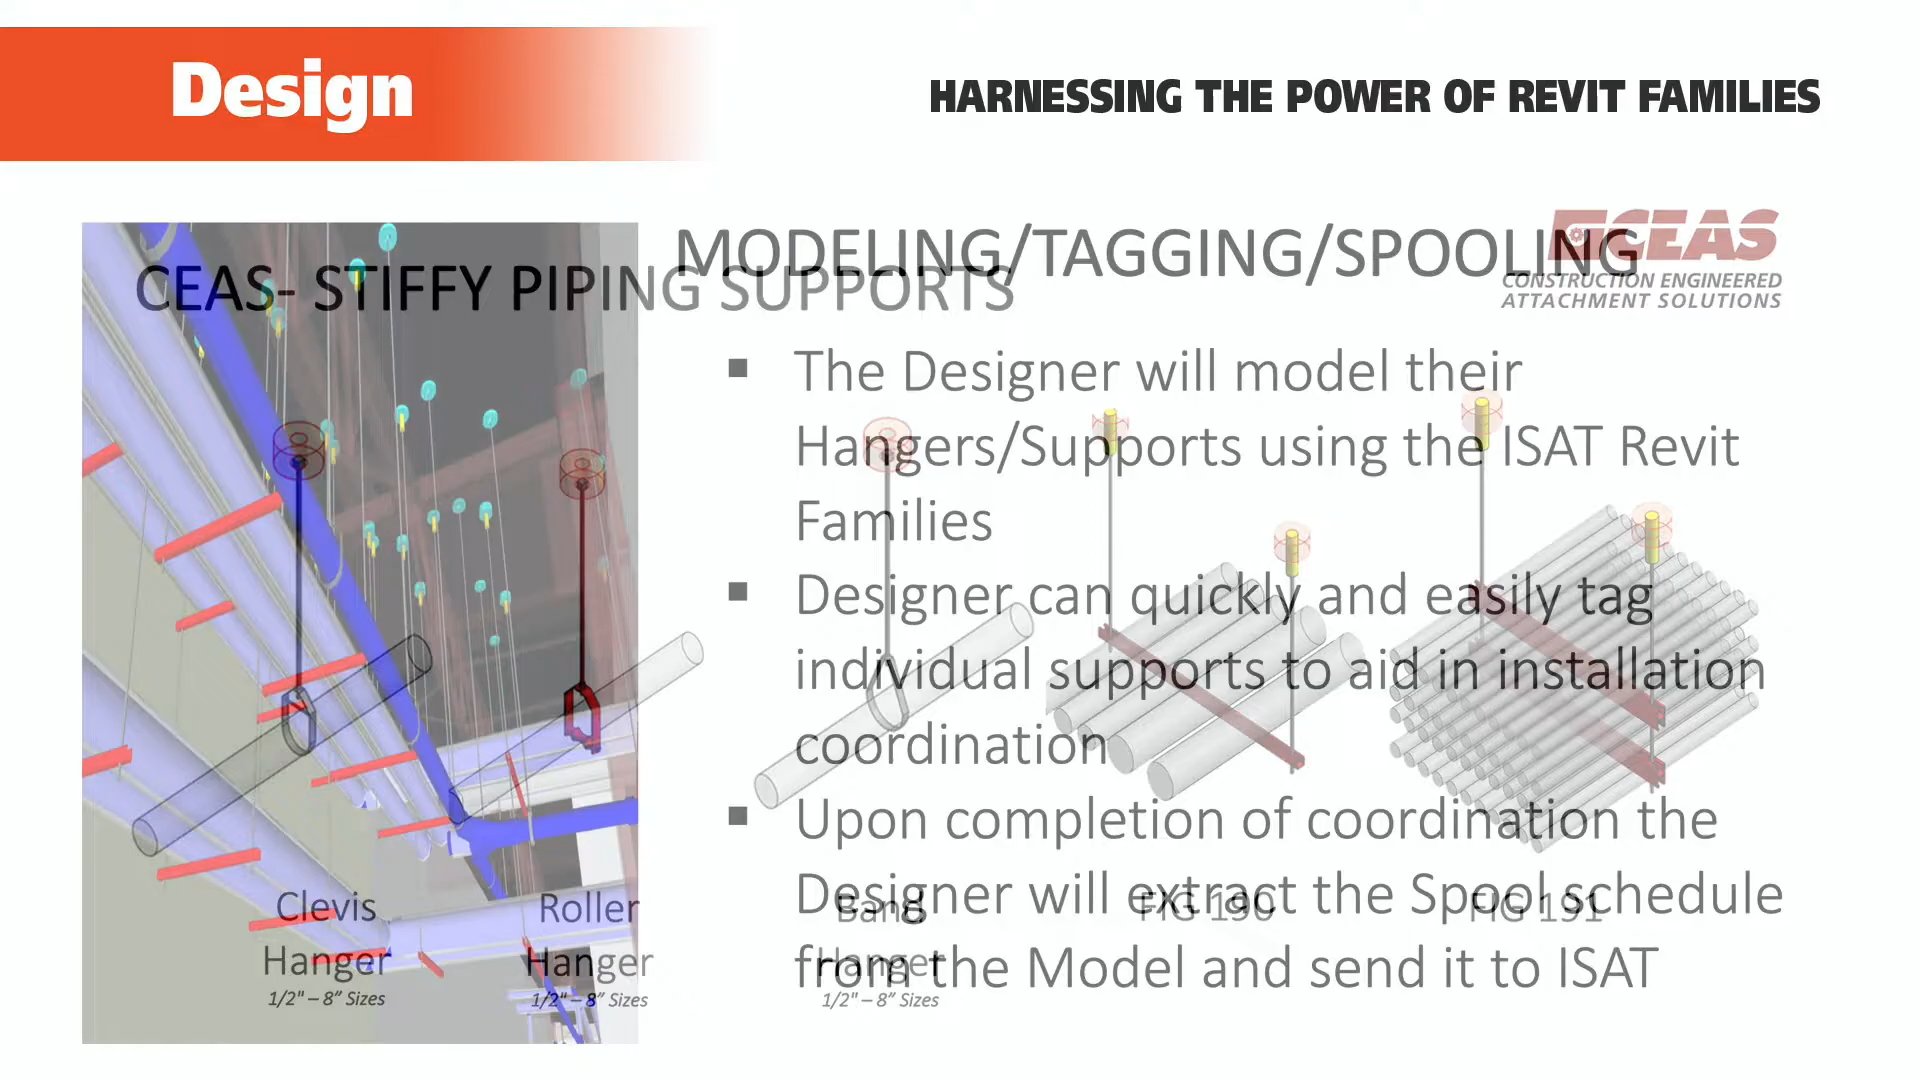 Design
HARNESSING THE POWER OF REVIT FAMILIES
CEAS- STIFFY PIPING SUPPORTS
MODELING/TAGGING/SPOOLING
CEAS
CONSTRUCTION ENGINEERED
ATTACHMENT SOLUTIONS
▪ The Designer will model their
Hangers/Supports using the ISAT Revit
Families
▪ Designer can quickly and easily tag
individual supports to aid in installation
coordination
▪ Upon completion of coordination the
Designer will extract the Spool schedule
from the Model and send it to ISAT
Clevis
Hanger
1/2" – 8” Sizes
Roller
Hanger
1/2" – 8” Sizes
Band
Hanger
1/2" – 8” Sizes
FIG 190
FIG 191